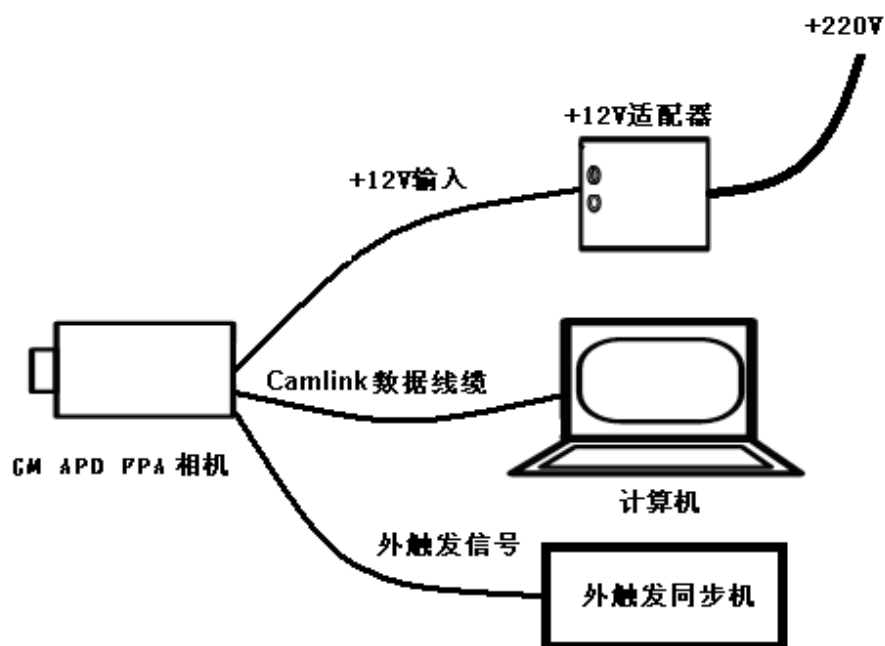 +220V
+12V适配器
+12V输入
Camlink数据线缆
GM APD FPA 相机
计算机
外触发信号
外触发同步机